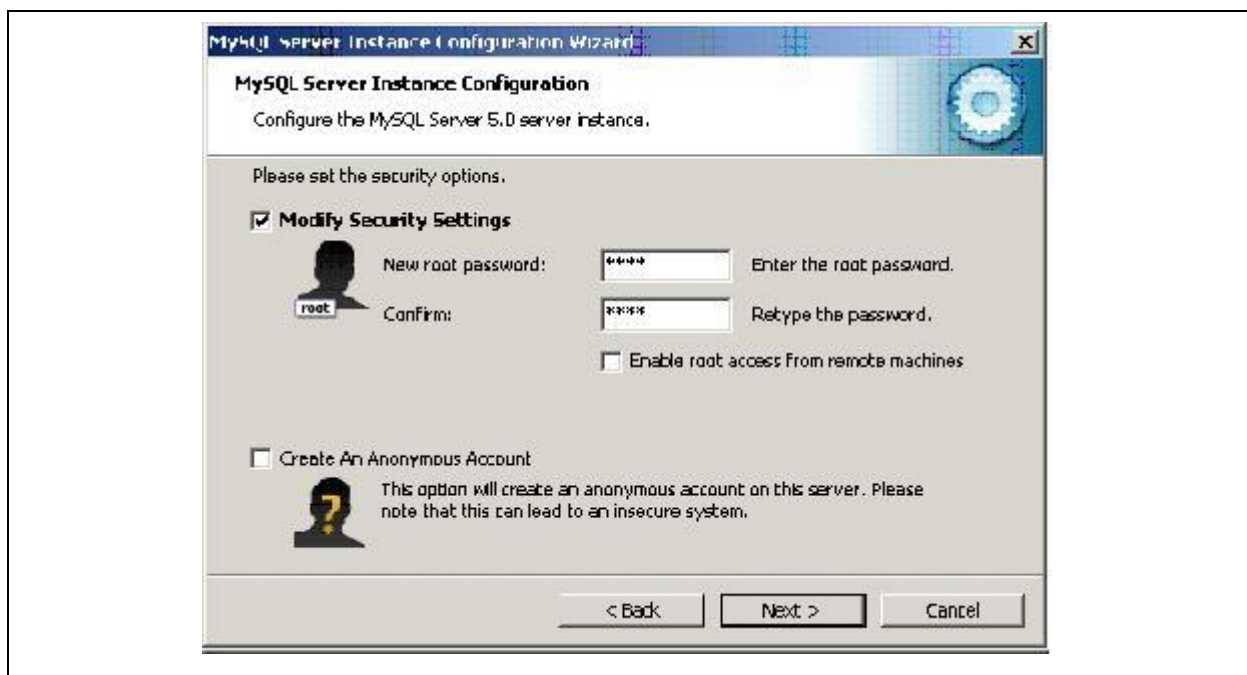 MySQL Server Instance Configuration Wizard
MySQL Server Instance Configuration
Configure the MySQL Server 5.0 server instance.
Please set the security options.
Modify Security Settings
root
New root password: **** Enter the root password.
Confirm: **** Retype the password.
Enable root access from remote machines
Create An Anonymous Account
?
This option will create an anonymous account on this server. Please
note that this can lead to an insecure system.
< Back Next > Cancel